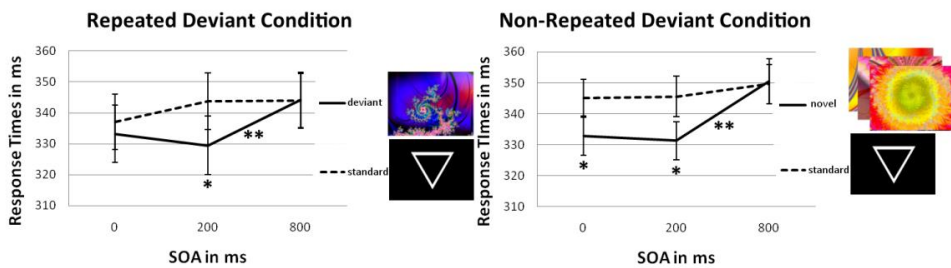 Repeated Deviant Condition
Response Times in ms
360
350
340
330
320
310
deviant
**
*
standard
0 200 800
SOA in ms
Non-Repeated Deviant Condition
Response Times in ms
360
350
340
330
320
310
novel
**
* *
standard
0 200 800
SOA in ms